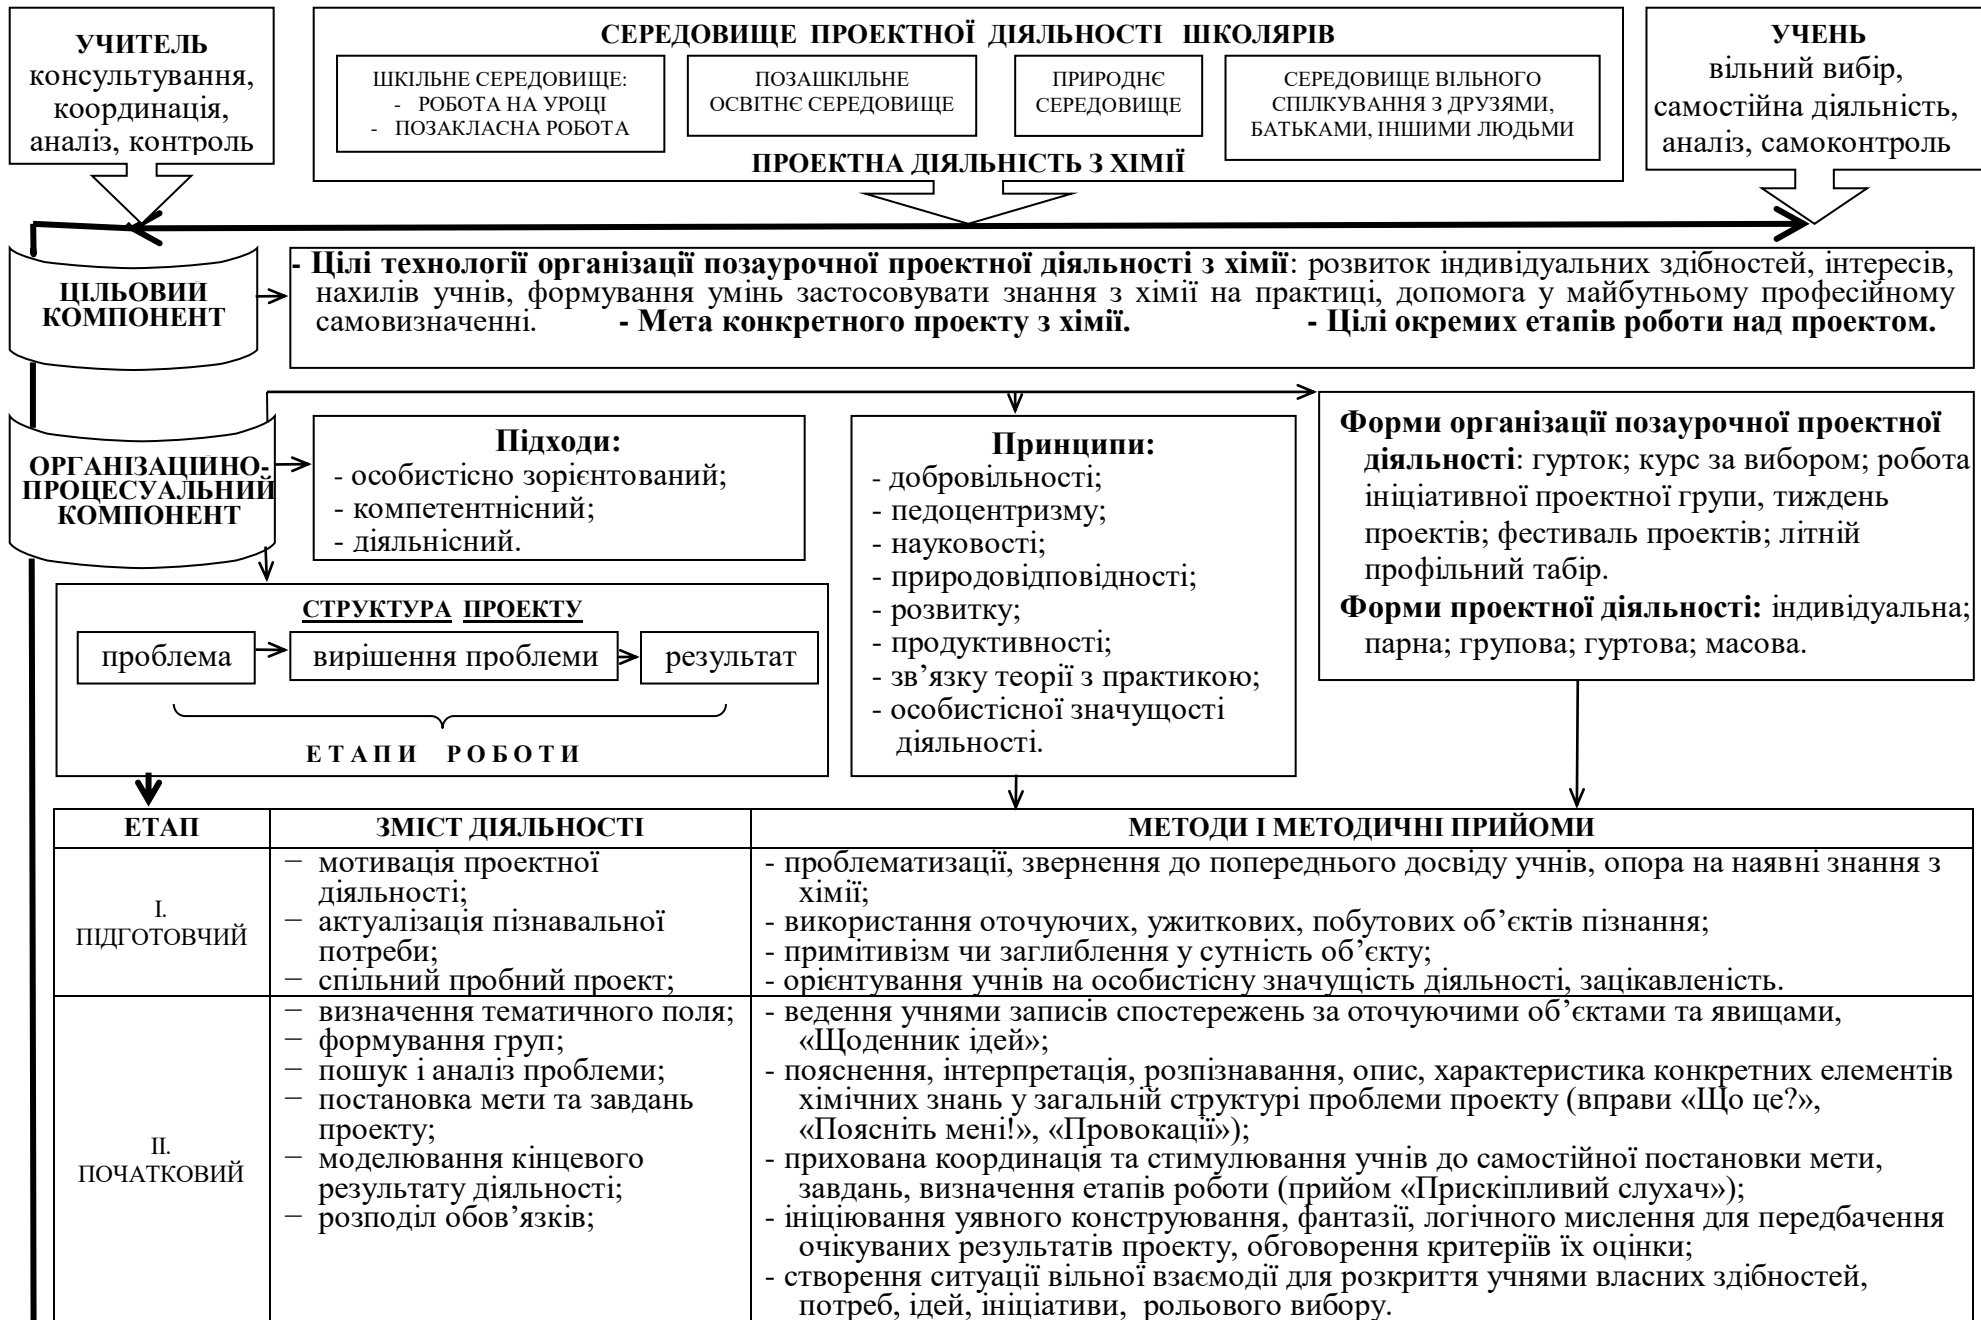 УЧИТЕЛЬ
консультування,
координація,
аналіз, контроль
СЕРЕДОВИЩЕ ПРОЕКТНОЇ ДІЯЛЬНОСТІ ШКОЛЯРІВ
ШКІЛЬНЕ СЕРЕДОВИЩЕ:
- РОБОТА НА УРОЦІ
- ПОЗАКЛАСНА РОБОТА
ПОЗАШКІЛЬНЕ
ОСВІТНЄ СЕРЕДОВИЩЕ
ПРИРОДНЄ
СЕРЕДОВИЩЕ
СЕРЕДОВИЩЕ ВІЛЬНОГО
СПІЛКУВАННЯ З ДРУЗЯМИ,
БАТЬКАМИ, ІНШИМИ ЛЮДЬМИ
ПРОЕКТНА ДІЯЛЬНІСТЬ З ХІМІЇ
УЧЕНЬ
вільний вибір,
самостійна діяльність,
аналіз, самоконтроль
ЦІЛЬОВИЙ
КОМПОНЕНТ
- Цілі технології організації позаурочної проектної діяльності з хімії: розвиток індивідуальних здібностей, інтересів,
нахилів учнів, формування умінь застосовувати знання з хімії на практиці, допомога у майбутньому професійному
самовизначенні. - Мета конкретного проекту з хімії. - Цілі окремих етапів роботи над проектом.
ОРГАНІЗАЦІЙНО-
ПРОЦЕСУАЛЬНИЙ
КОМПОНЕНТ
Підходи:
- особистісно зорієнтований;
- компетентнісний;
- діяльнісний.
Принципи:
- добровільності;
- педоцентризму;
- науковості;
- природовідповідності;
- розвитку;
- продуктивності;
- зв’язку теорії з практикою;
- особистісної значущості
діяльності.
Форми організації позаурочної проектної
діяльності: гурток; курс за вибором; робота
ініціативної проектної групи, тиждень
проектів; фестиваль проектів; літній
профільний табір.
Форми проектної діяльності: індивідуальна;
парна; групова; гуртова; масова.
СТРУКТУРА ПРОЕКТУ
проблема
вирішення проблеми
результат
ЕТАПИ РОБОТИ
ЕТАП
ЗМІСТ ДІЯЛЬНОСТІ
МЕТОДИ І МЕТОДИЧНІ ПРИЙОМИ
І.
ПІДГОТОВЧИЙ
− мотивація проектної
діяльності;
− актуалізація пізнавальної
потреби;
− спільний пробний проект;
- проблематизації, звернення до попереднього досвіду учнів, опора на наявні знання з
хімії;
- використання оточуючих, ужиткових, побутових об’єктів пізнання;
- примітивізм чи заглиблення у сутність об’єкту;
- орієнтування учнів на особистісну значущість діяльності, зацікавленість.
ІІ.
ПОЧАТКОВИЙ
− визначення тематичного поля;
− формування груп;
− пошук і аналіз проблеми;
− постановка мети та завдань
проекту;
− моделювання кінцевого
результату діяльності;
− розподіл обов’язків;
- ведення учнями записів спостережень за оточуючими об’єктами та явищами,
«Щоденник ідей»;
- пояснення, інтерпретація, розпізнавання, опис, характеристика конкретних елементів
хімічних знань у загальній структурі проблеми проекту (вправи «Що це?»,
«Поясніть мені!», «Провокації»);
- прихована координація та стимулювання учнів до самостійної постановки мети,
завдань, визначення етапів роботи (прийом «Прискіпливий слухач»);
- ініціювання уявного конструювання, фантазії, логічного мислення для передбачення
очікуваних результатів проекту, обговорення критеріїв їх оцінки;
- створення ситуації вільної взаємодії для розкриття учнями власних здібностей,
потреб, ідей, ініціативи, рольового вибору.